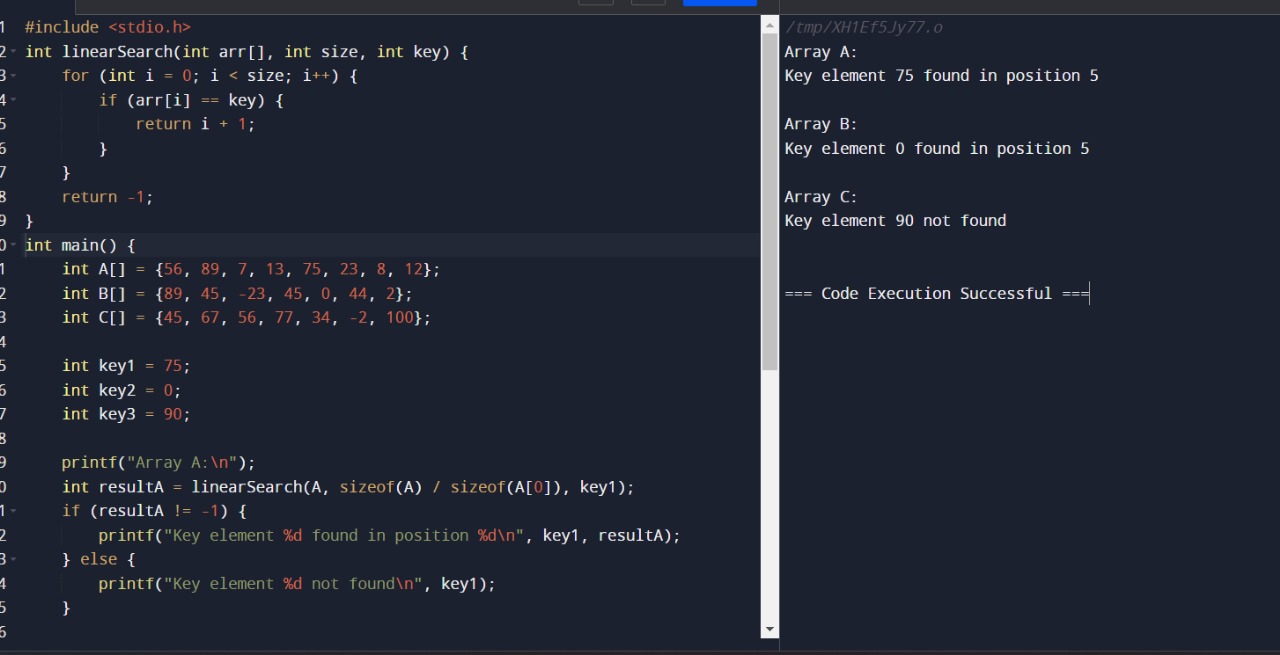 1 #include <stdio.h>
2 int linearSearch(int arr[], int size, int key) {
3     for (int i = 0; i < size; i++) {
4         if (arr[i] == key) {
5             return i + 1;
6         }
7     }
8     return -1;
9 }
0 int main() {
1     int A[] = {56, 89, 7, 13, 75, 23, 8, 12};
2     int B[] = {89, 45, -23, 45, 0, 44, 2};
3     int C[] = {45, 67, 56, 77, 34, -2, 100};
4
5     int key1 = 75;
6     int key2 = 0;
7     int key3 = 90;
8
9     printf("Array A:\n");
0     int resultA = linearSearch(A, sizeof(A) / sizeof(A[0]), key1);
1     if (resultA != -1) {
2         printf("Key element %d found in position %d\n", key1, resultA);
3     } else {
4         printf("Key element %d not found\n", key1);
5     }
6
/tmp/XH1Ef5Jy77.o
Array A:
Key element 75 found in position 5
Array B:
Key element 0 found in position 5
Array C:
Key element 90 not found
=== Code Execution Successful ===